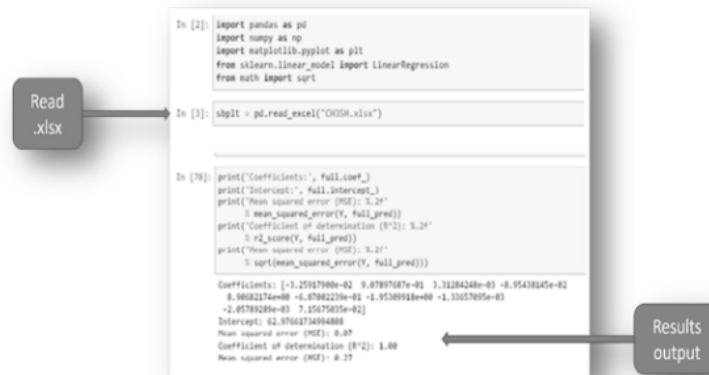 In [2]: import pandas as pd
import numpy as np
import matplotlib.pyplot as plt
from sklearn.linear_model import LinearRegression
from math import sqrt
Read
.xlsx
In [3]: sbplt = pd.read_excel("CH3SH.xlsx")
In [78]: print('Coefficients:', full.coef_)
print('Intercept:', full.intercept_)
print('Mean squared error (MSE): %.2f'
% mean_squared_error(Y, full_pred))
print('Coefficient of determination (R^2): %.2f'
% r2_score(Y, full_pred))
print('Mean squared error (MSE): %.2f'
% sqrt(mean_squared_error(Y, full_pred)))
Coefficients: [-3.25917900e-02 9.07897687e-01 3.31284248e-03 -8.95438145e-02
8.90682174e+00 -6.87002239e-01 -1.95309918e+00 -1.33657095e-03
-2.05789289e-03 7.15675035e-02]
Intercept: 62.97661734994808
Mean squared error (MSE): 0.07
Coefficient of determination (R^2): 1.00
Mean squared error (MSE): 0.27
Results
output